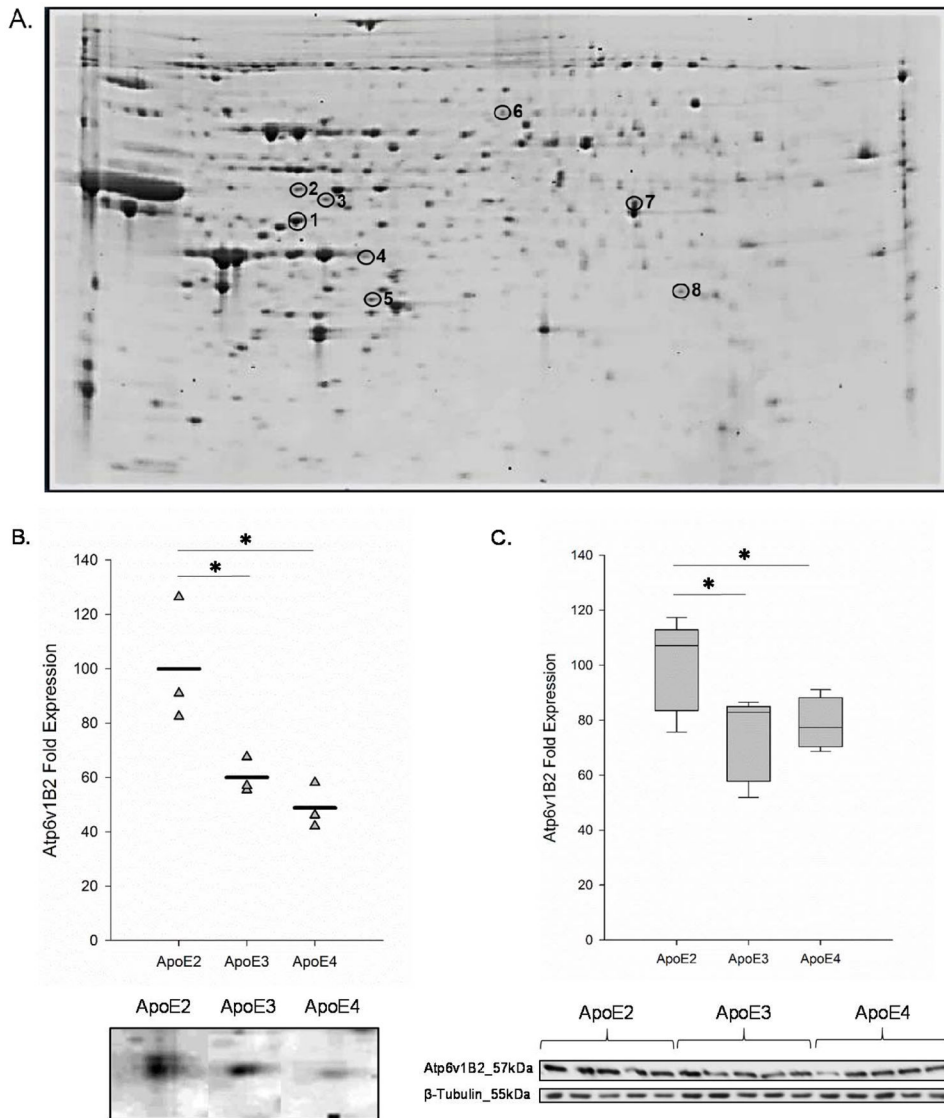 A.
6
2
3
7
1
4
5
8
B.
Atp6v1B2 Fold Expression
140
120
100
80
60
40
20
0
*
*
ApoE2 ApoE3 ApoE4
ApoE2 ApoE3 ApoE4
C.
Atp6v1B2 Fold Expression
140
120
100
80
60
40
20
0
*
*
ApoE2 ApoE3 ApoE4
ApoE2 ApoE3 ApoE4
Atp6v1B2_57kDa
β-Tubulin_55kDa